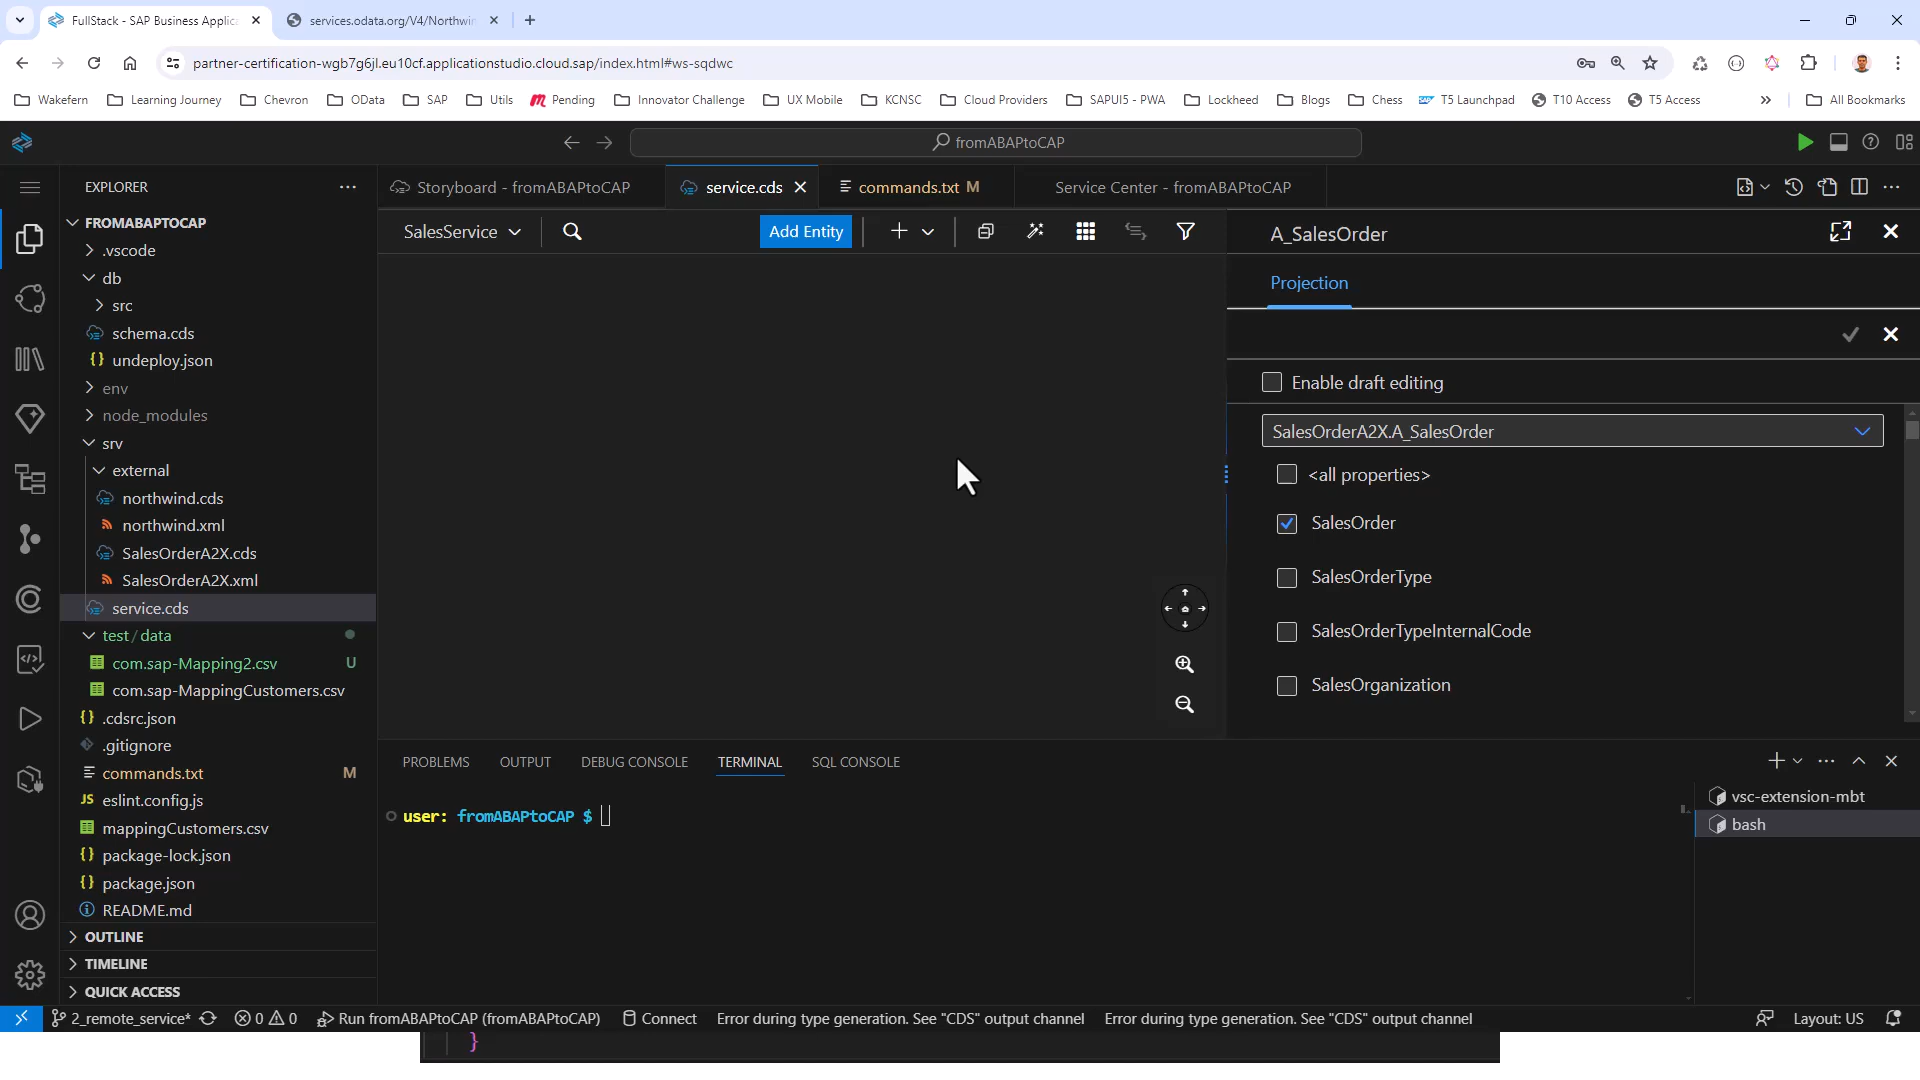 FullStack - SAP Business Applic
services.odata.org/V4/Northwin
partner-certification-wgb7g6jl.eu10cf.applicationstudio.cloud.sap/index.html#ws-sqdwc
Wakefern
Learning Journey
Chevron
OData
SAP
Utils
Pending
Innovator Challenge
UX Mobile
KCNSC
Cloud Providers
SAPUI5 - PWA
Lockheed
Blogs
Chess
T5 Launchpad
T10 Access
T5 Access
All Bookmarks
fromABAPtoCAP
EXPLORER
Storyboard - fromABAPtoCAP
service.cds
commands.txt M
Service Center - fromABAPtoCAP
FROMABAPTOCAP
.vscode
db
src
schema.cds
undeploy.json
env
node_modules
srv
external
northwind.cds
northwind.xml
SalesOrderA2X.cds
SalesOrderA2X.xml
service.cds
test/data
com.sap-Mapping2.csv U
com.sap-MappingCustomers.csv
.cdsrc.json
.gitignore
commands.txt M
eslint.config.js
mappingCustomers.csv
package-lock.json
package.json
README.md
OUTLINE
TIMELINE
QUICK ACCESS
SalesService
Add Entity
A_SalesOrder
Projection
Enable draft editing
SalesOrderA2X.A_SalesOrder
<all properties>
SalesOrder
SalesOrderType
SalesOrderTypeInternalCode
SalesOrganization
PROBLEMS
OUTPUT
DEBUG CONSOLE
TERMINAL
SQL CONSOLE
user: fromABAPtoCAP $
vsc-extension-mbt
bash
2_remote_service*
0
0
Run fromABAPtoCAP (fromABAPtoCAP)
Connect
Error during type generation. See "CDS" output channel
Error during type generation. See "CDS" output channel
Layout: US
}